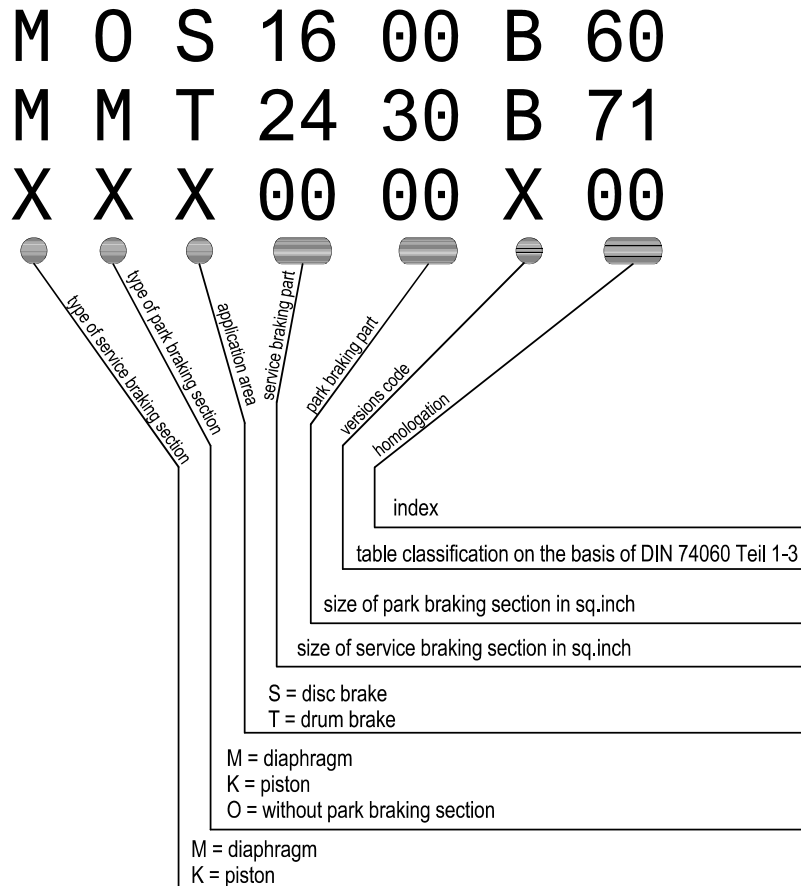 M O S 16 00 B 60
M M T 24 30 B 71
X X X 00 00 X 00
type of service braking section
type of park braking section
application area
service braking part
park braking part
versions code
homologation
index
table classification on the basis of DIN 74060 Teil 1-3
size of park braking section in sq.inch
size of service braking section in sq.inch
S = disc brake
T = drum brake
M = diaphragm
K = piston
O = without park braking section
M = diaphragm
K = piston